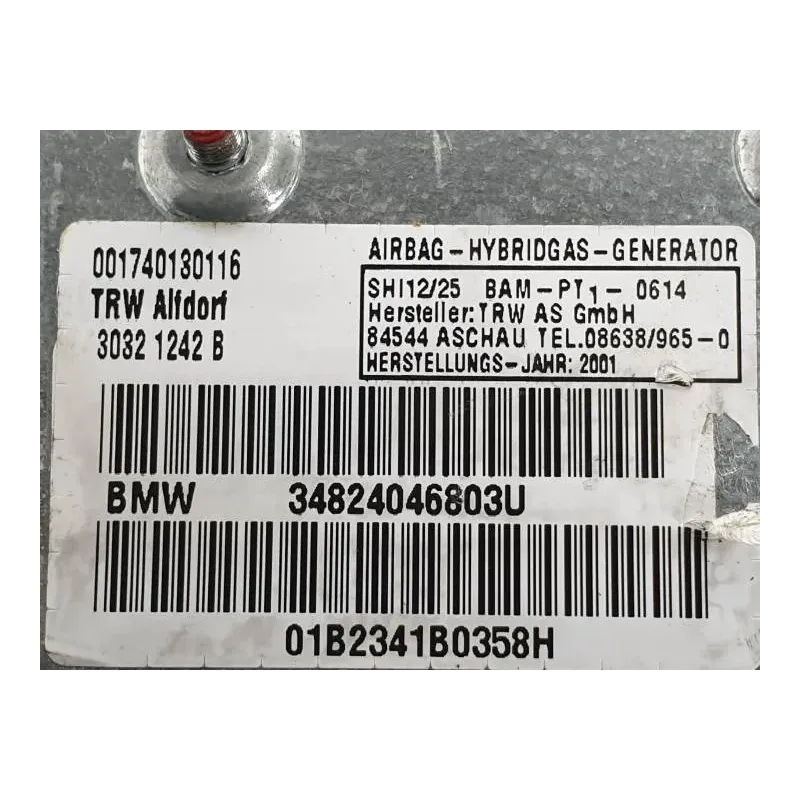 001740130116
TRW Alfdorf
3032 1242 B
AIRBAG-HYBRIDGAS-GENERATOR
SHI12/25 BAM-PT1-0614
Hersteller:TRW AS GmbH
84544 ASCHAU TEL.08638/965-0
HERSTELLUNGS-JAHR: 2001
BMW 34824046803U
01B2341B0358H